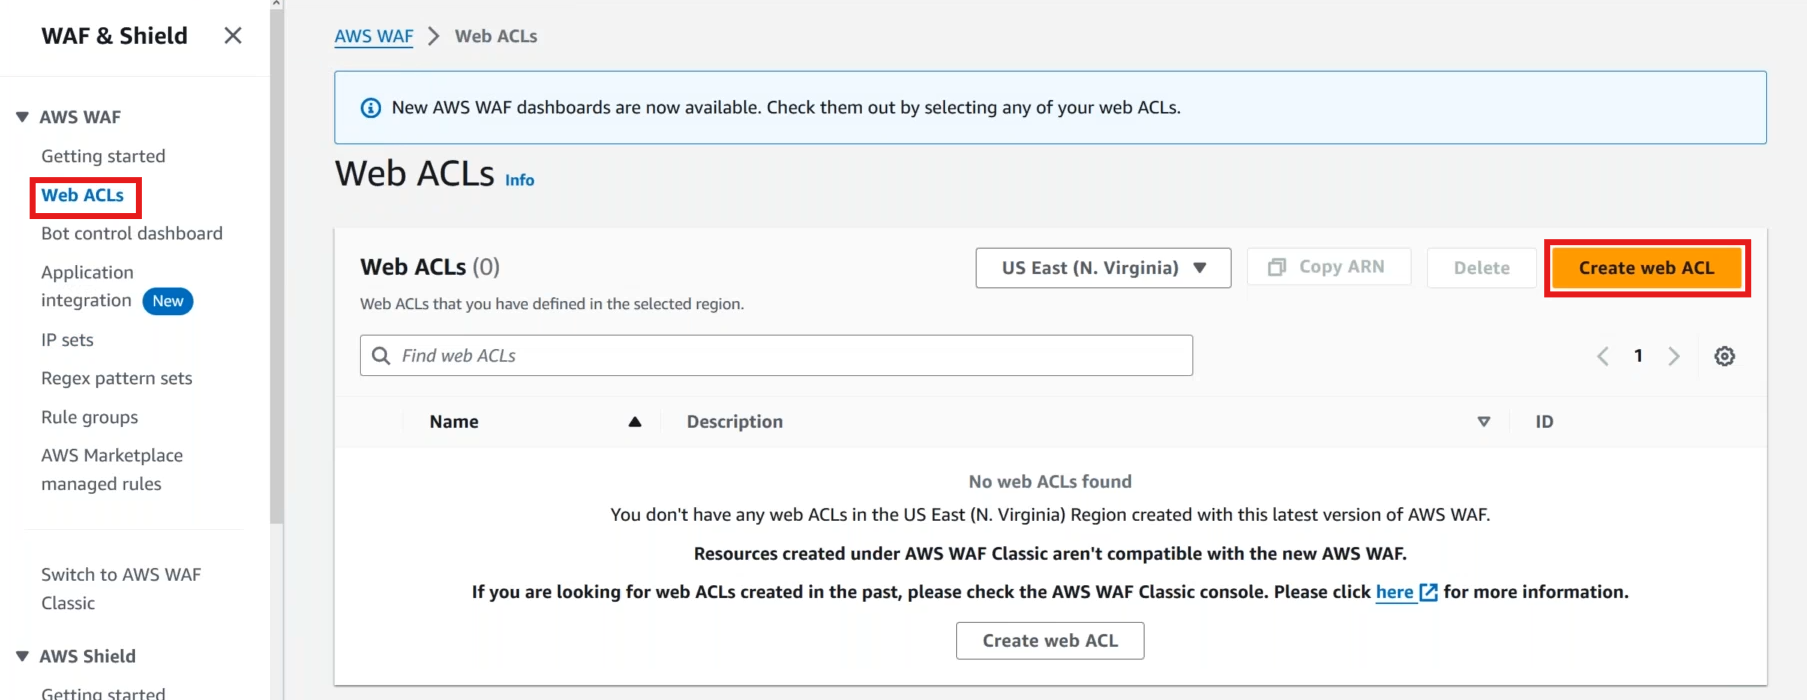 WAF & Shield
AWS WAF
Getting started
Web ACLs
Bot control dashboard
Application
integration New
IP sets
Regex pattern sets
Rule groups
AWS Marketplace
managed rules
Switch to AWS WAF
Classic
AWS Shield
Getting started
AWS WAF > Web ACLs
New AWS WAF dashboards are now available. Check them out by selecting any of your web ACLs.
Web ACLs Info
Web ACLs (0)
US East (N. Virginia) Copy ARN Delete Create web ACL
Web ACLs that you have defined in the selected region.
Find web ACLs
1
Name Description ID
No web ACLs found
You don't have any web ACLs in the US East (N. Virginia) Region created with this latest version of AWS WAF.
Resources created under AWS WAF Classic aren't compatible with the new AWS WAF.
If you are looking for web ACLs created in the past, please check the AWS WAF Classic console. Please click here for more information.
Create web ACL